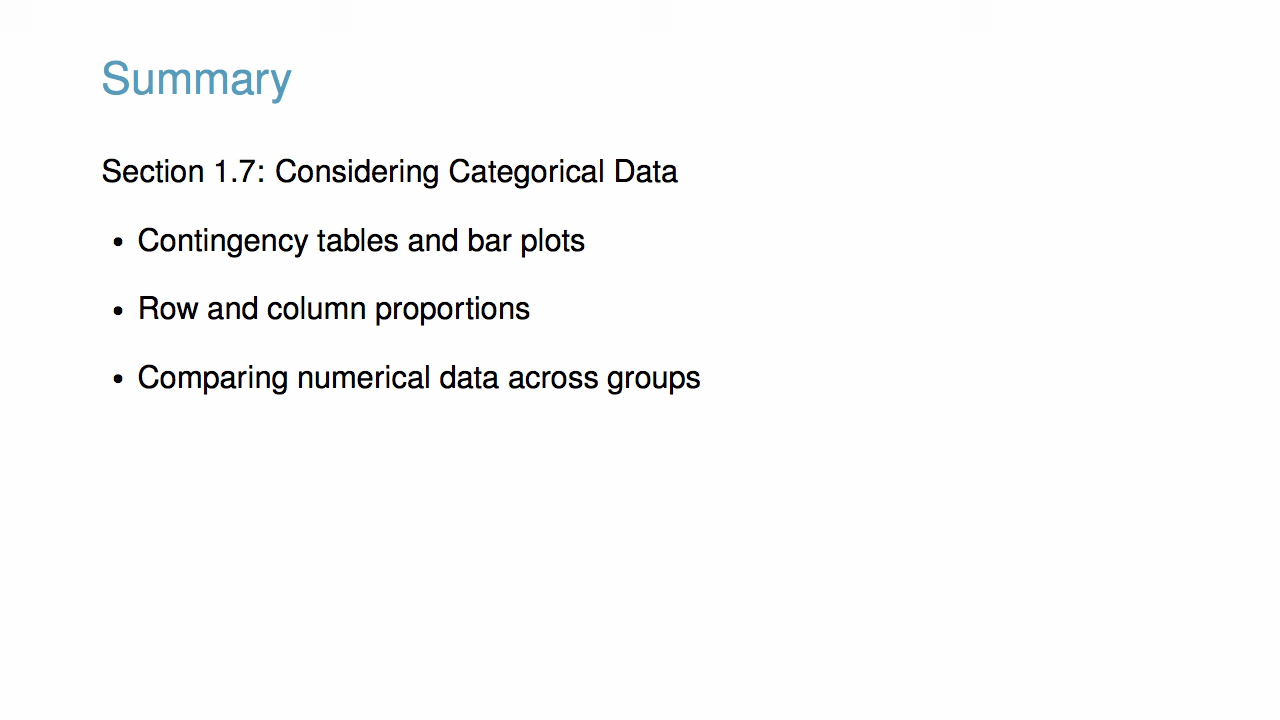 Summary
Section 1.7: Considering Categorical Data
• Contingency tables and bar plots
• Row and column proportions
• Comparing numerical data across groups